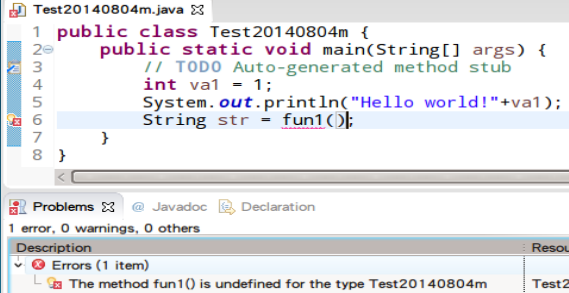 Test20140804m.java
1 public class Test20140804m {
2 public static void main(String[] args) {
3 // TODO Auto-generated method stub
4 int va1 = 1;
5 System.out.println("Hello world!"+va1);
6 String str = fun1();
7 }
8 }
Problems @ Javadoc Declaration
1 error, 0 warnings, 0 others
Description Resou
Errors (1 item)
The method fun1() is undefined for the type Test20140804m Test2